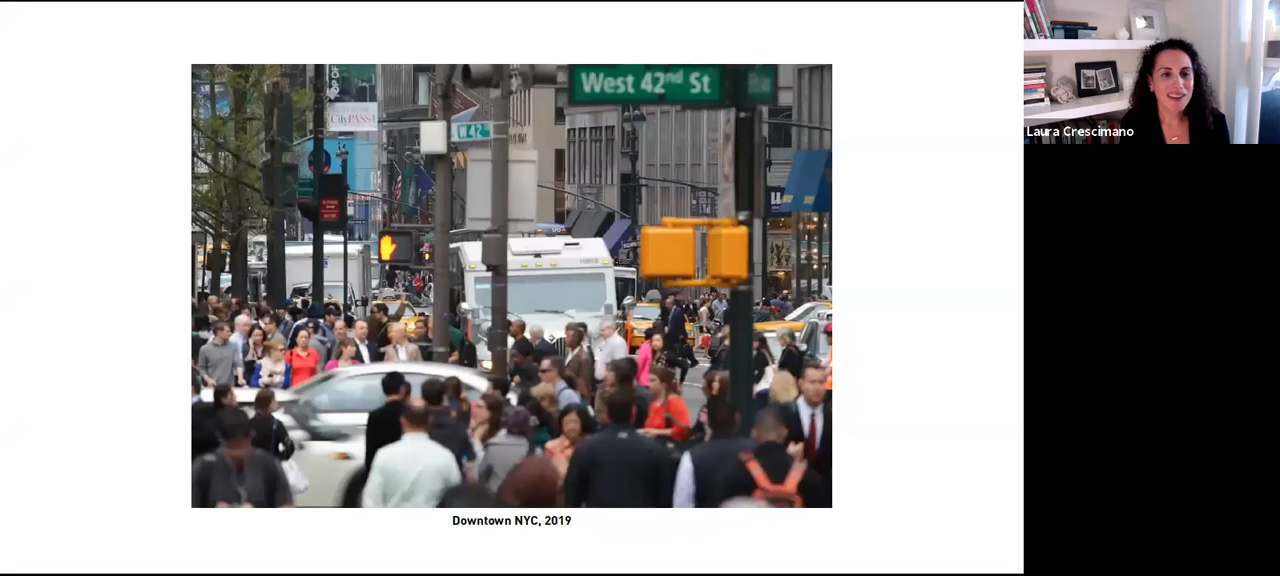 West 42nd St
CityPASS
W. 42
Laura Crescimano
Downtown NYC, 2019